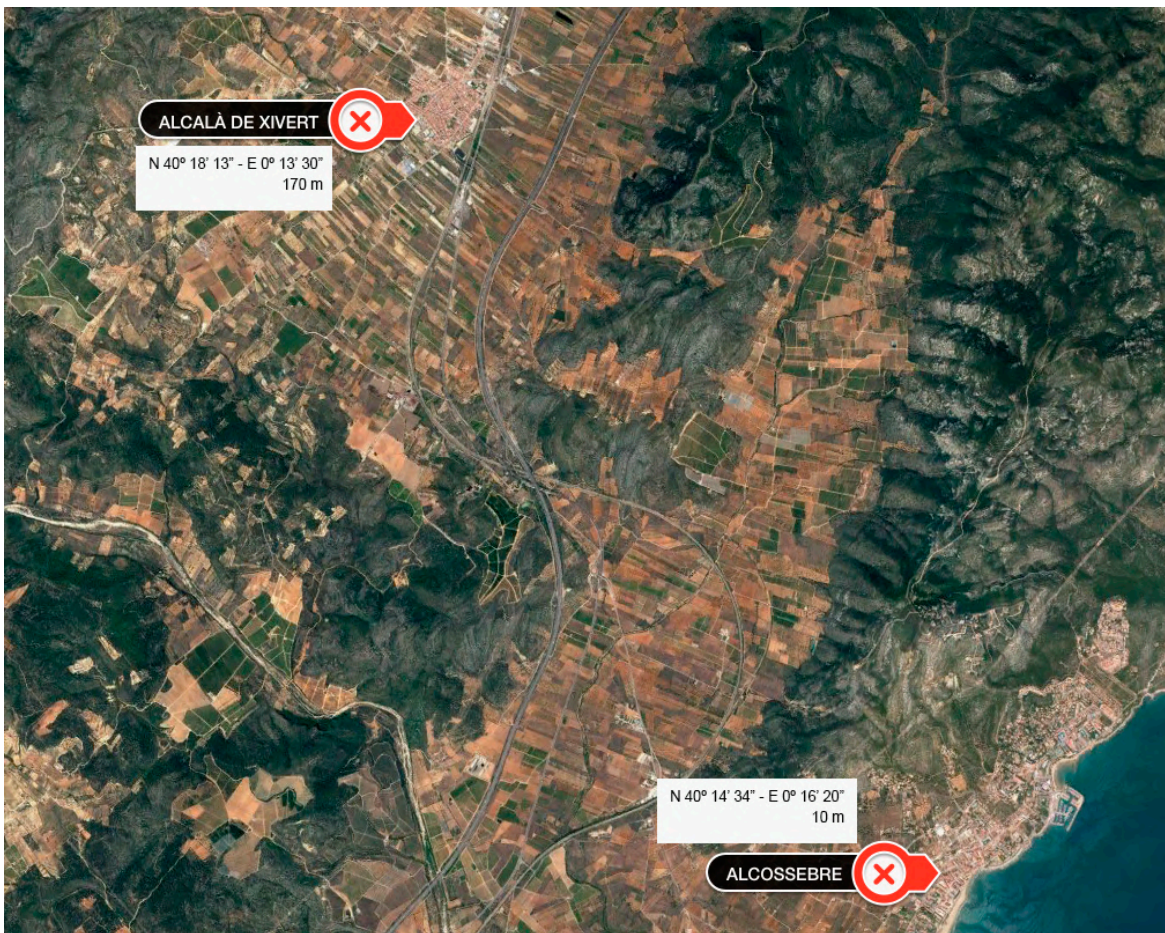 ALCALÀ DE XIVERT
N 40º 18’ 13” - E 0º 13’ 30”
170 m
N 40º 14’ 34” - E 0º 16’ 20”
10 m
ALCOSSEBRE